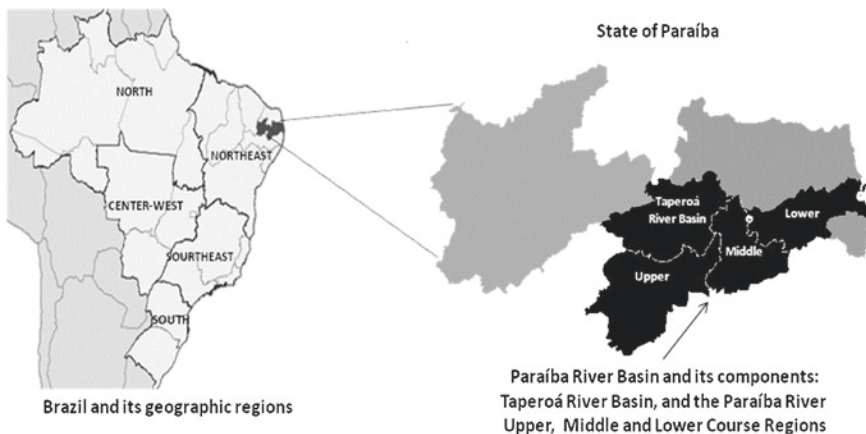 NORTH
NORTHEAST
CENTER-WEST
SOURTHEAST
SOUTH
Brazil and its geographic regions
State of Paraíba
Taperoá
River Basin
Lower
Middle
Upper
Paraíba River Basin and its components:
Taperoá River Basin, and the Paraíba River
Upper, Middle and Lower Course Regions